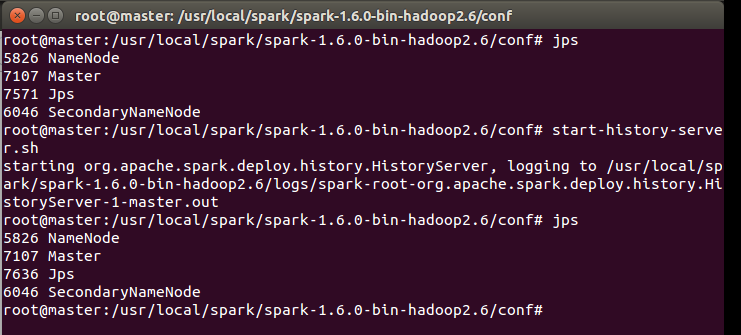 root@master: /usr/local/spark/spark-1.6.0-bin-hadoop2.6/conf
root@master:/usr/local/spark/spark-1.6.0-bin-hadoop2.6/conf# jps
5826 NameNode
7107 Master
7571 Jps
6046 SecondaryNameNode
root@master:/usr/local/spark/spark-1.6.0-bin-hadoop2.6/conf# start-history-serve
r.sh
starting org.apache.spark.deploy.history.HistoryServer, logging to /usr/local/sp
ark/spark-1.6.0-bin-hadoop2.6/logs/spark-root-org.apache.spark.deploy.history.Hi
storyServer-1-master.out
root@master:/usr/local/spark/spark-1.6.0-bin-hadoop2.6/conf# jps
5826 NameNode
7107 Master
7636 Jps
6046 SecondaryNameNode
root@master:/usr/local/spark/spark-1.6.0-bin-hadoop2.6/conf#